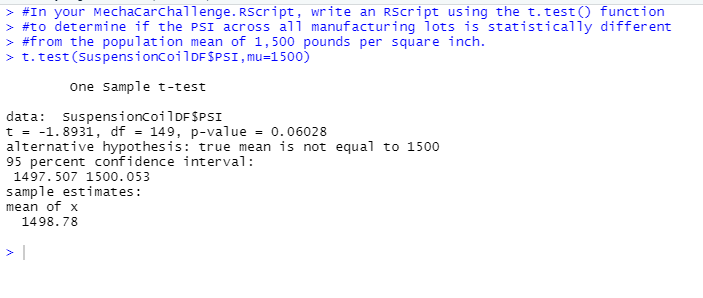 > #In your MechaCarChallenge.RScript, write an RScript using the t.test() function
> #to determine if the PSI across all manufacturing lots is statistically different
> #from the population mean of 1,500 pounds per square inch.
> t.test(SuspensionCoilDF$PSI,mu=1500)
One Sample t-test
data:  SuspensionCoilDF$PSI
t = -1.8931, df = 149, p-value = 0.06028
alternative hypothesis: true mean is not equal to 1500
95 percent confidence interval:
1497.507 1500.053
sample estimates:
mean of x
1498.78
>